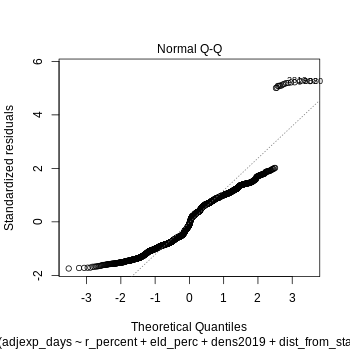 Normal Q-Q
Standardized residuals
6
4
2
0
-2
-3 -2 -1 0 1 2 3
Theoretical Quantiles
(adjexp_days ~ r_percent + eld_perc + dens2019 + dist_from_sta